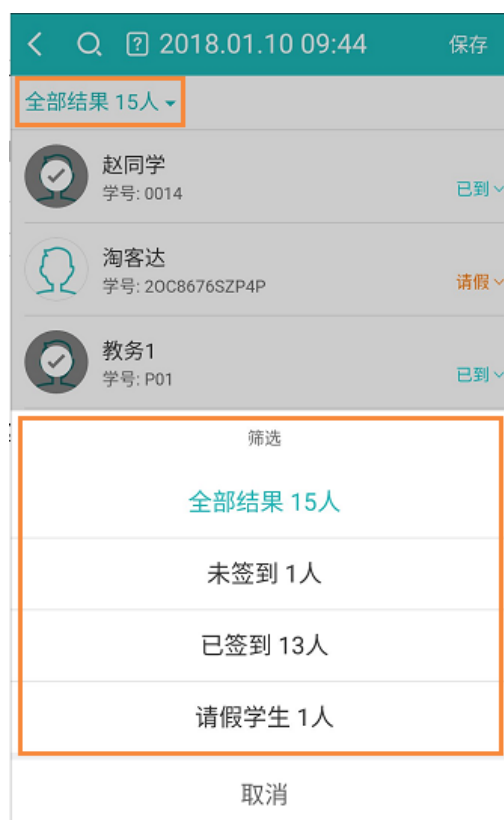 2018.01.10 09:44
保存
全部结果 15人
赵同学
学号: 0014
已到
淘客达
学号: 2OC8676SZP4P
请假
教务1
学号: P01
已到
筛选
全部结果 15人
未签到 1人
已签到 13人
请假学生 1人
取消